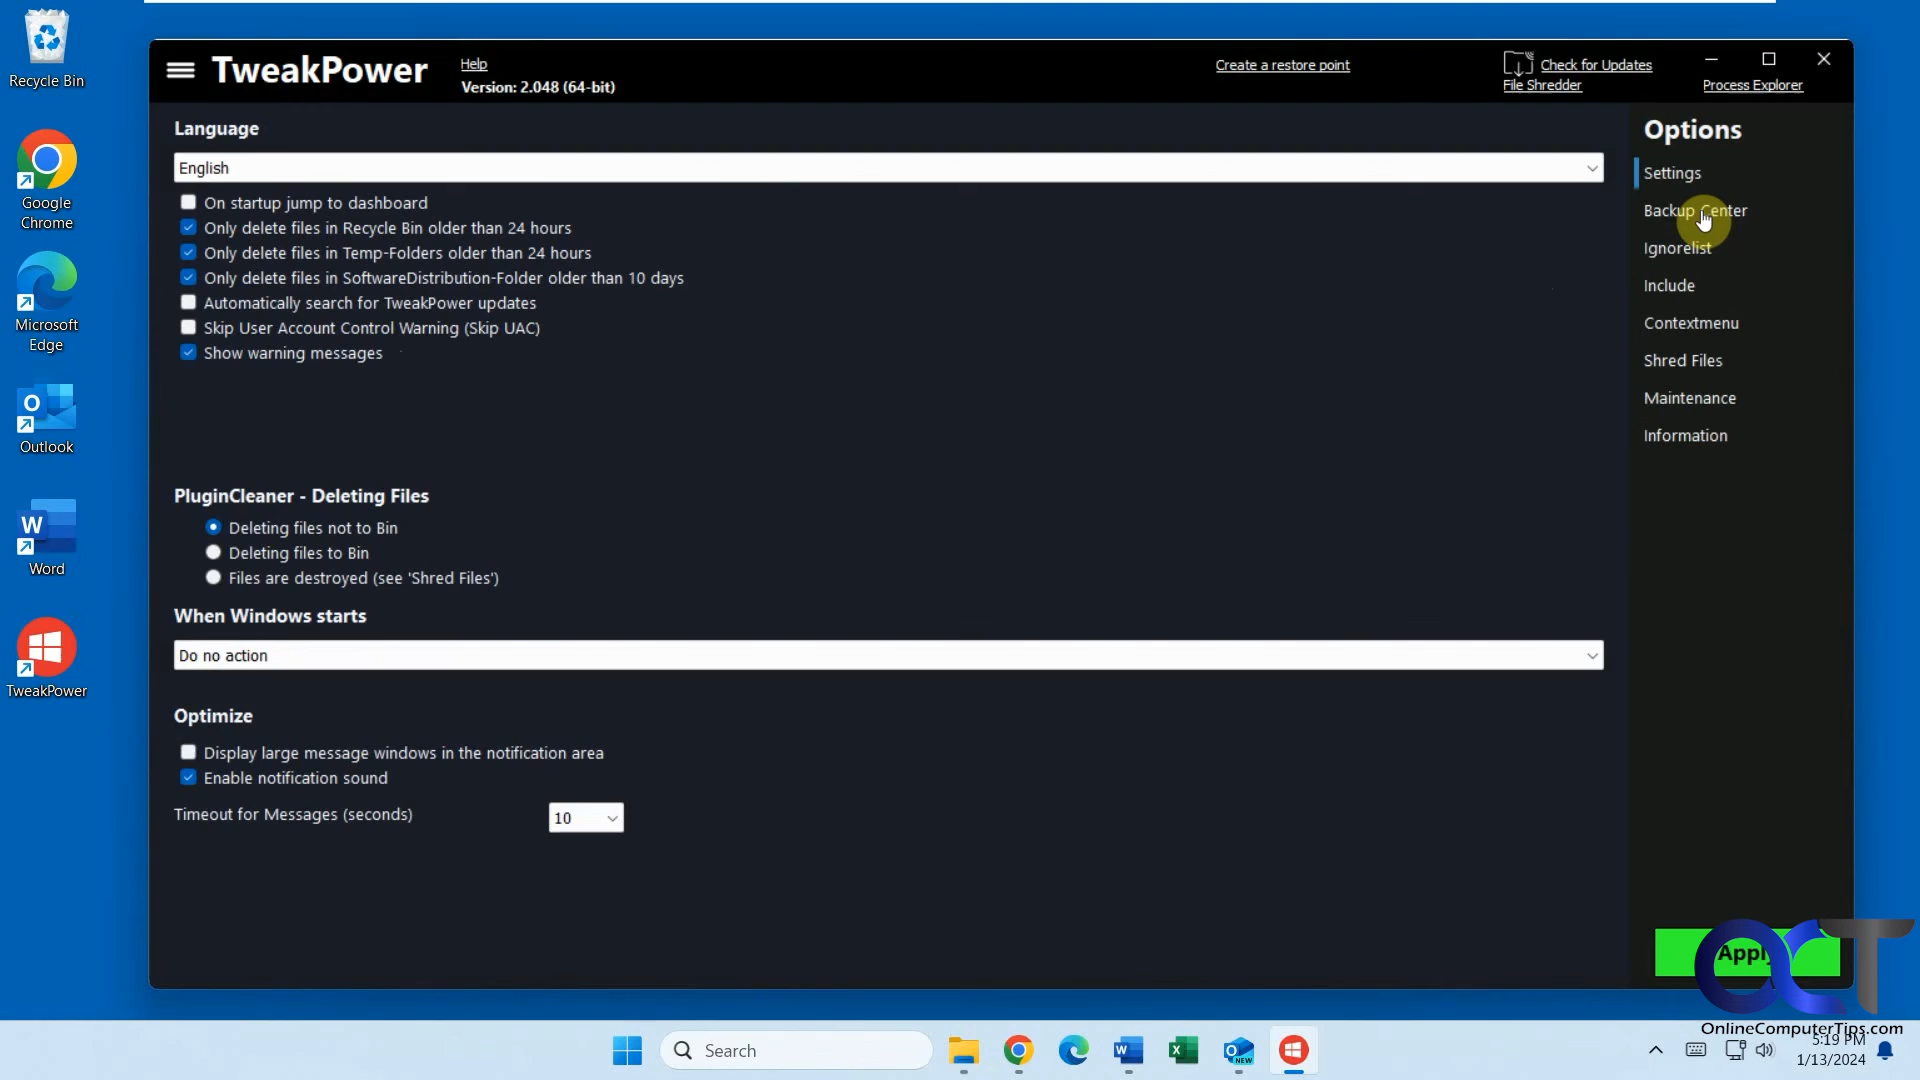 Recycle Bin
Google
Chrome
Microsoft
Edge
Outlook
Word
TweakPower
TweakPower
Help
Version: 2.048 (64-bit)
Create a restore point
Check for Updates
File Shredder
Process Explorer
Language
English
On startup jump to dashboard
Only delete files in Recycle Bin older than 24 hours
Only delete files in Temp-Folders older than 24 hours
Only delete files in SoftwareDistribution-Folder older than 10 days
Automatically search for TweakPower updates
Skip User Account Control Warning (Skip UAC)
Show warning messages
PluginCleaner - Deleting Files
Deleting files not to Bin
Deleting files to Bin
Files are destroyed (see 'Shred Files')
When Windows starts
Do no action
Optimize
Display large message windows in the notification area
Enable notification sound
Timeout for Messages (seconds)
10
Options
Settings
Backup Center
Ignorelist
Include
Contextmenu
Shred Files
Maintenance
Information
Apply
OCT
OnlineComputerTips.com
Search
5:19 PM
1/13/2024